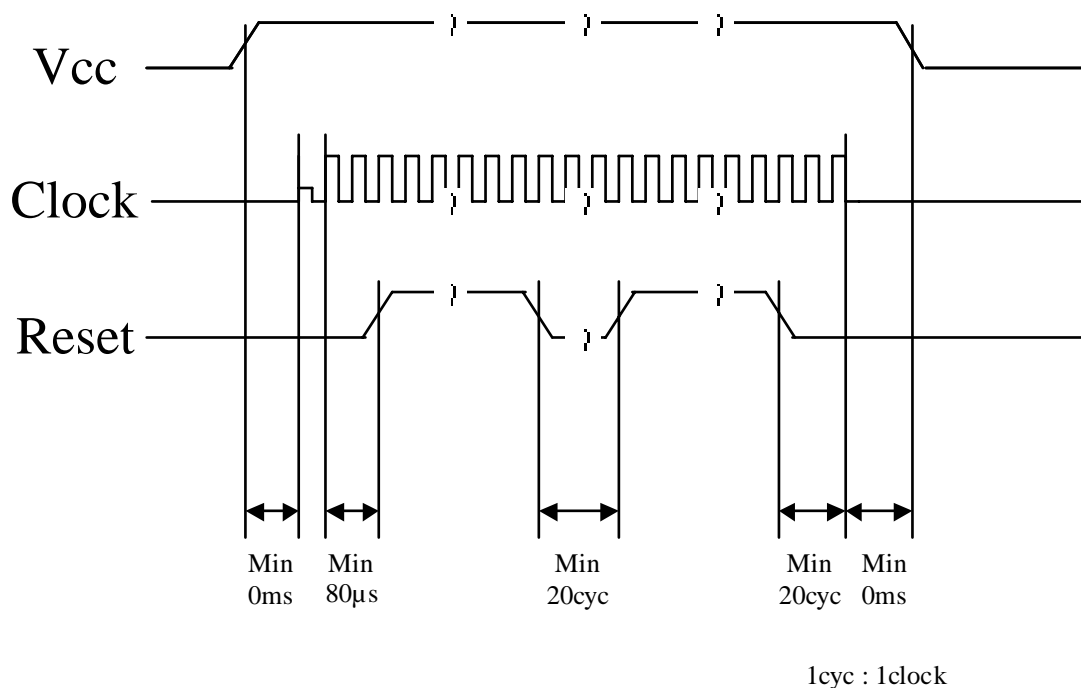 Vcc
Clock
Reset
Min
0ms
Min
80µs
Min
20cyc
Min
20cyc
Min
0ms
1cyc : 1clock